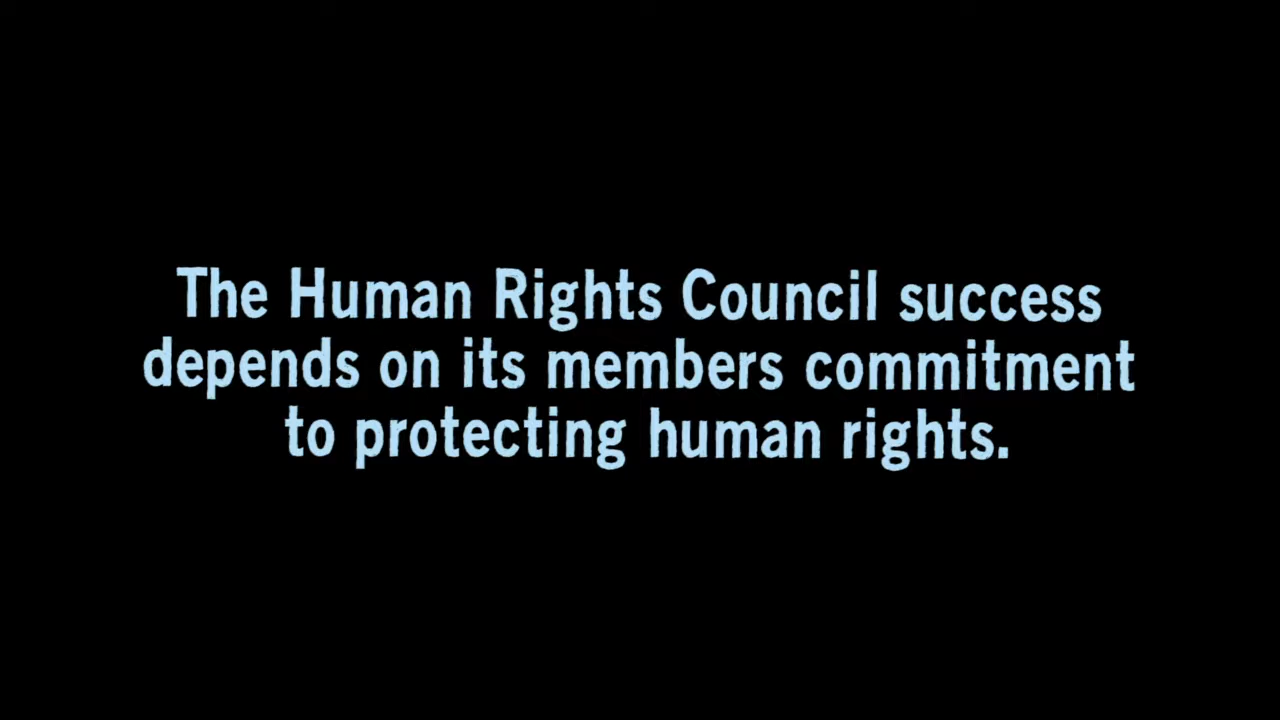 The Human Rights Council success
depends on its members commitment
to protecting human rights.